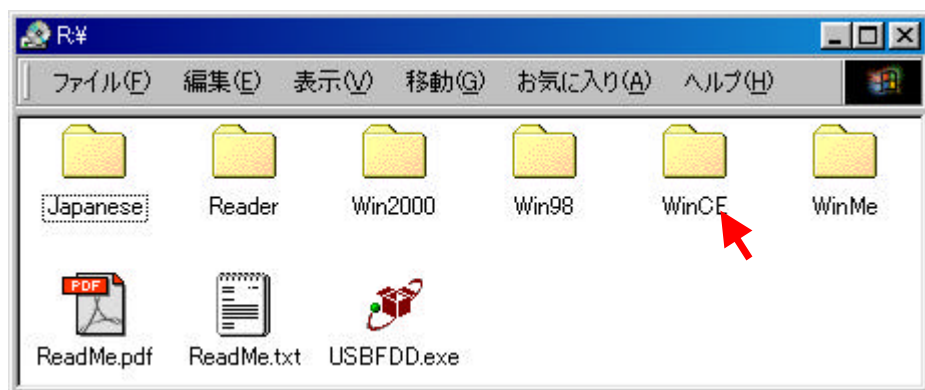 R:¥
ファイル(F) 編集(E) 表示(V) 移動(G) お気に入り(A) ヘルプ(H)
Japanese Reader Win2000 Win98 WinCE WinMe
PDF
ReadMe.pdf ReadMe.txt USBFDD.exe